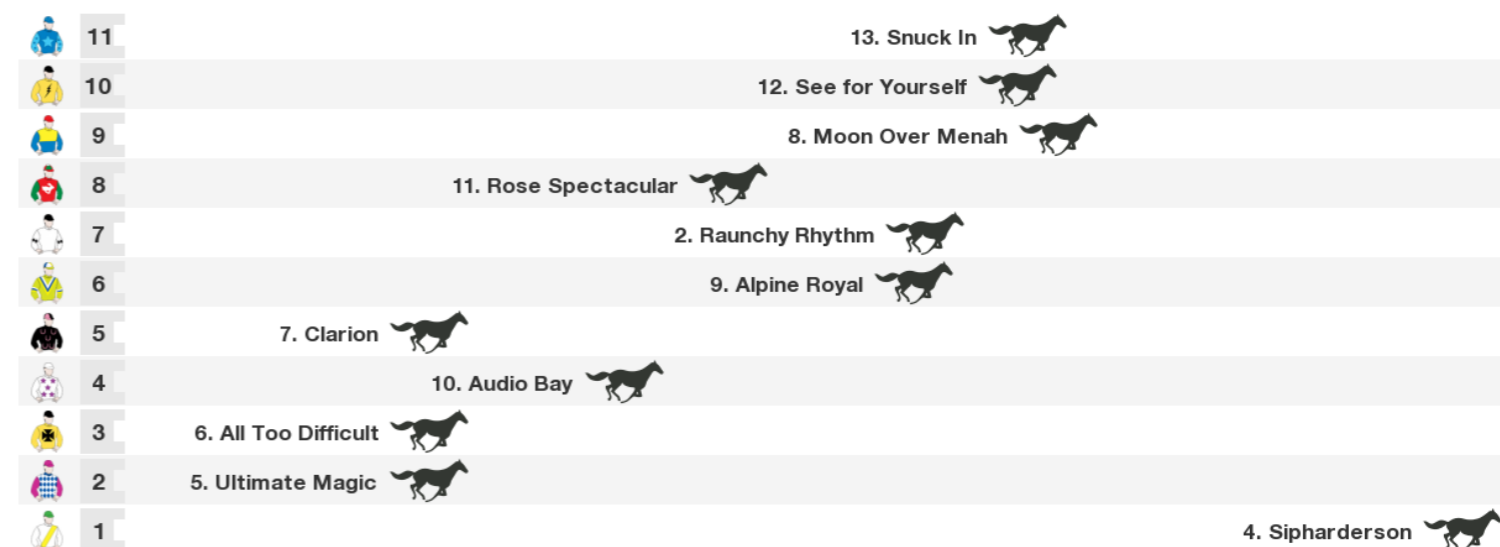 11 13. Snuck In
10 12. See for Yourself
9 8. Moon Over Menah
8 11. Rose Spectacular
7 2. Raunchy Rhythm
6 9. Alpine Royal
5 7. Clarion
4 10. Audio Bay
3 6. All Too Difficult
2 5. Ultimate Magic
1 4. Sipharderson